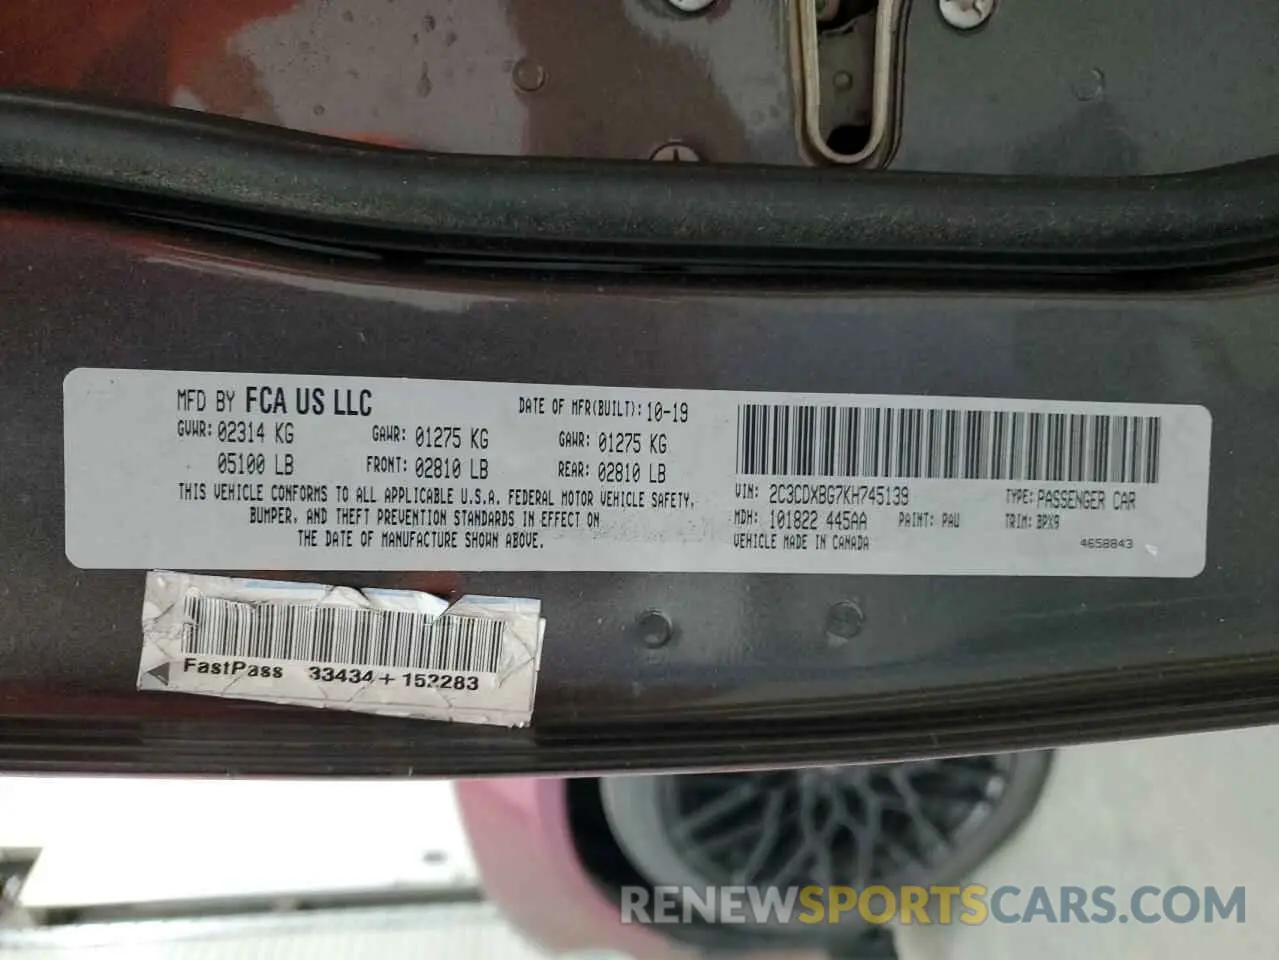 MFD BY FCA US LLC DATE OF MFR(BUILT): 10-19
GVWR: 02314 KG GAWR: 01275 KG GAWR: 01275 KG
05100 LB FRONT: 02810 LB REAR: 02810 LB
THIS VEHICLE CONFORMS TO ALL APPLICABLE U.S.A. FEDERAL MOTOR VEHICLE SAFETY,
BUMPER, AND THEFT PREVENTION STANDARDS IN EFFECT ON
THE DATE OF MANUFACTURE SHOWN ABOVE.
VIN: 2C3CDXBG7KH745139 TYPE: PASSENGER CAR
MDH: 101822 445AA PAINT: PAU TRIM: BPX9
VEHICLE MADE IN CANADA 4658843
FastPass 33434+152283
RENEWSPORTSCARS.COM